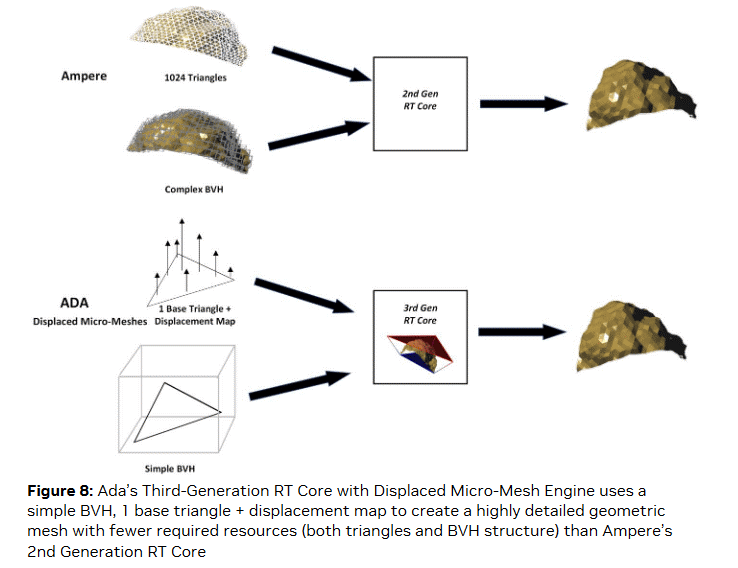 Ampere
1024 Triangles
2nd Gen
RT Core
Complex BVH
ADA
Displaced Micro-Meshes
1 Base Triangle +
Displacement Map
3rd Gen
RT Core
Simple BVH
Figure 8: Ada's Third-Generation RT Core with Displaced Micro-Mesh Engine uses a
simple BVH, 1 base triangle + displacement map to create a highly detailed geometric
mesh with fewer required resources (both triangles and BVH structure) than Ampere's
2nd Generation RT Core